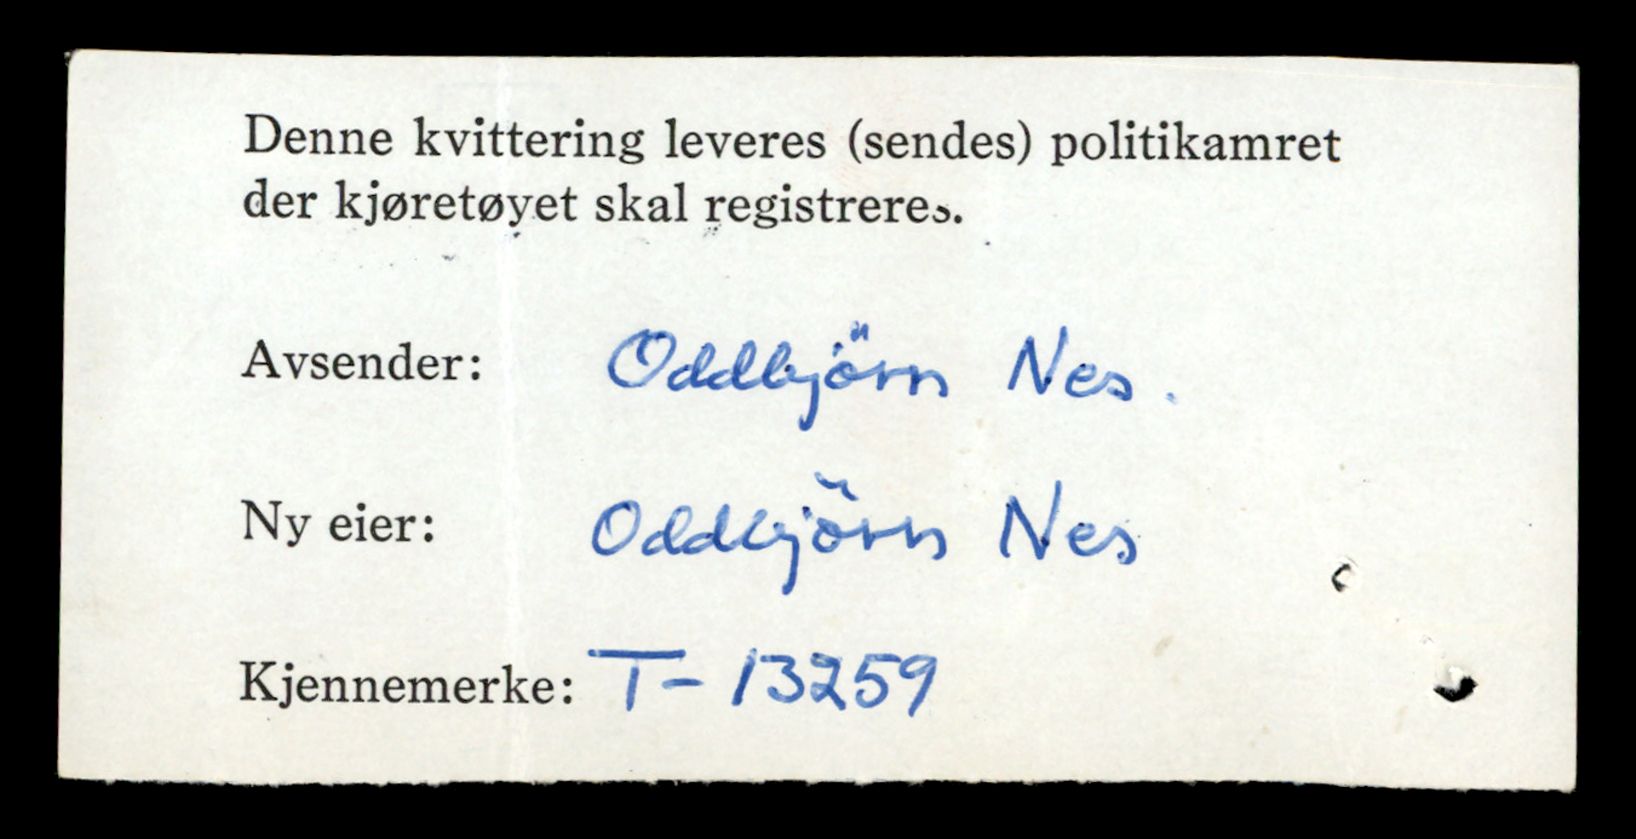 Denne kvittering leveres (sendes) politikamret
der kjøretøyet skal registreres.
Avsender: Oddbjörn Nes.
Ny eier: Oddbjörn Nes
Kjennemerke: T-13259